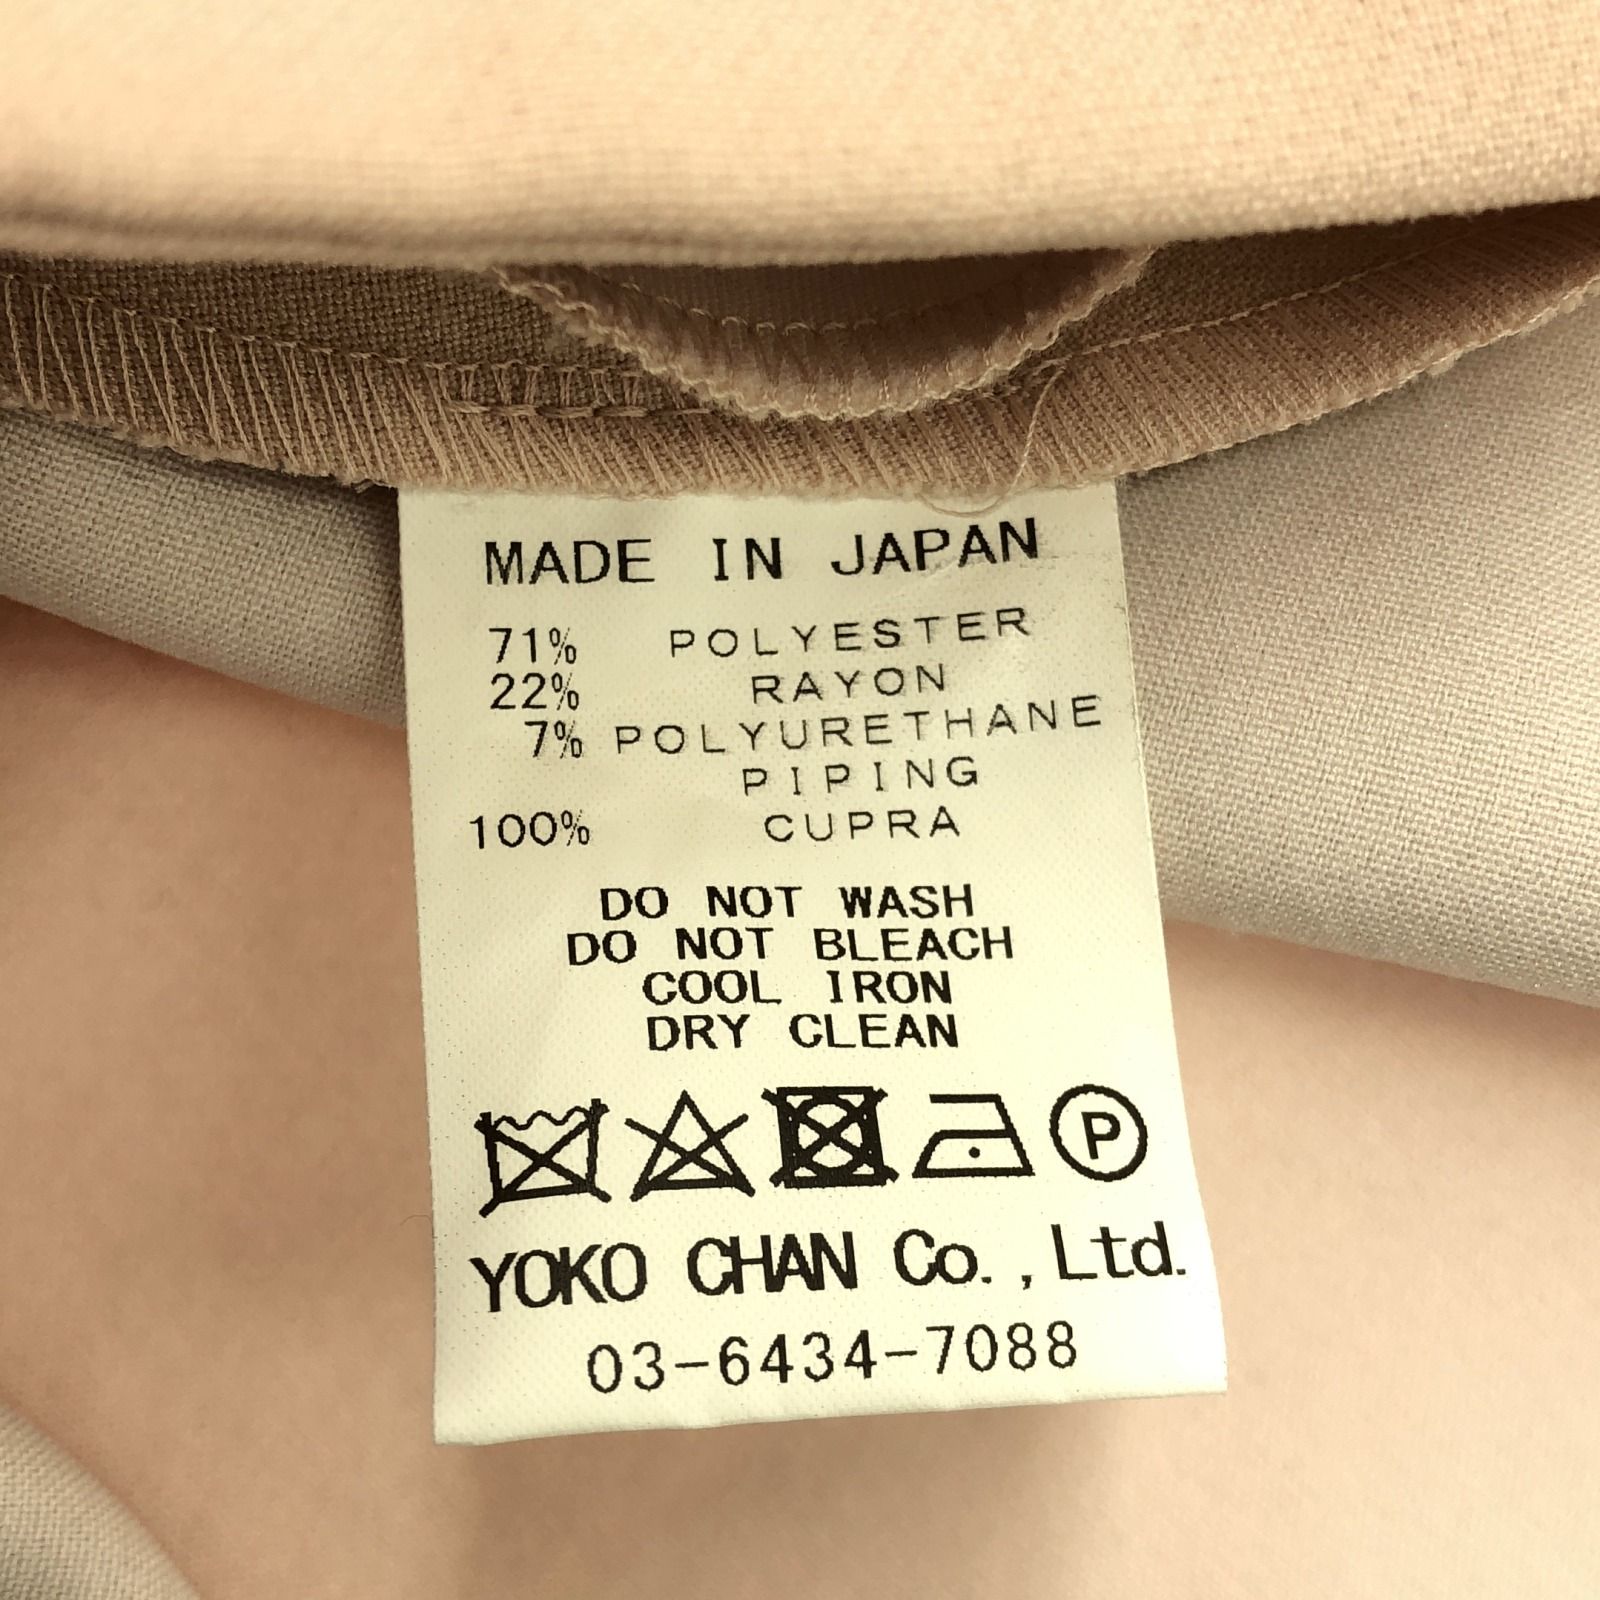 MADE IN JAPAN
71% POLYESTER
22% RAYON
7% POLYURETHANE
PIPING
100% CUPRA
DO NOT WASH
DO NOT BLEACH
COOL IRON
DRY CLEAN
P
YOKO CHAN Co., Ltd.
03-6434-7088